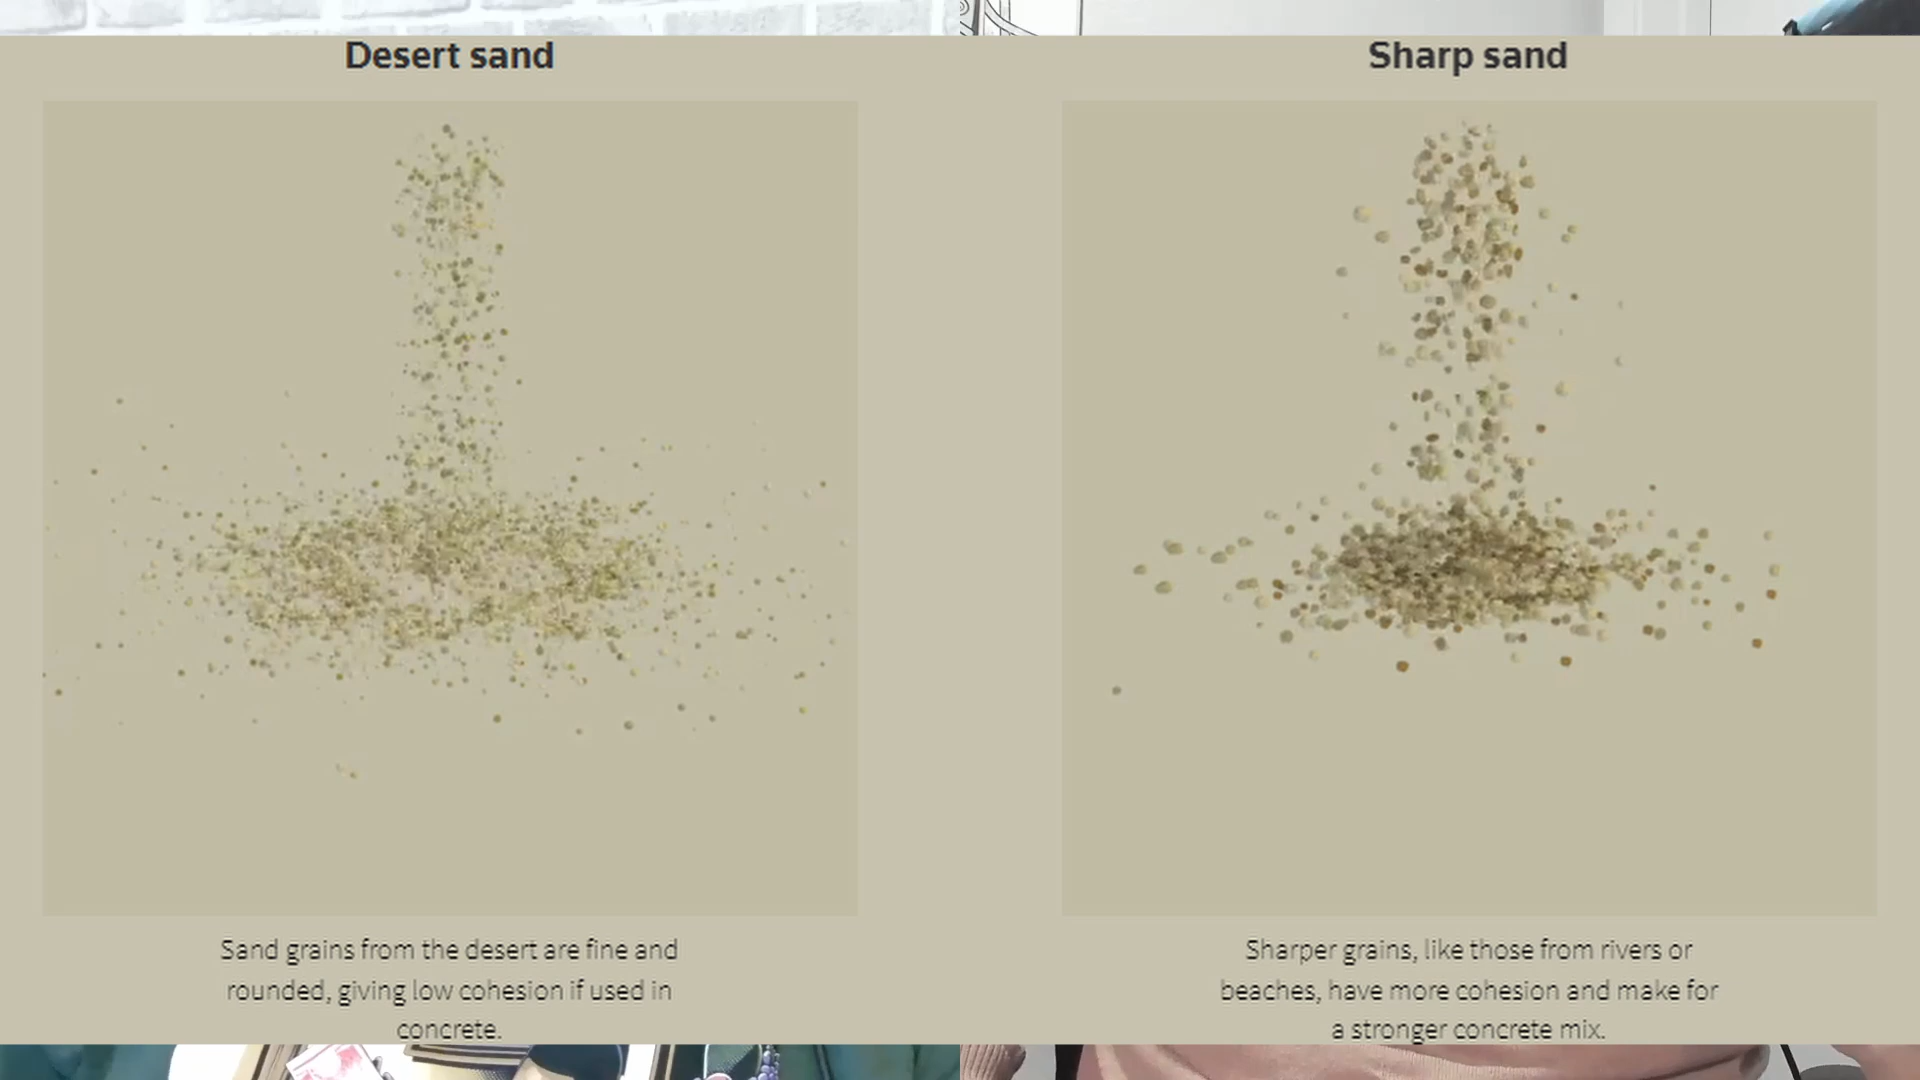 Desert sand
Sand grains from the desert are fine and
rounded, giving low cohesion if used in
concrete.
Sharp sand
Sharper grains, like those from rivers or
beaches, have more cohesion and make for
a stronger concrete mix.